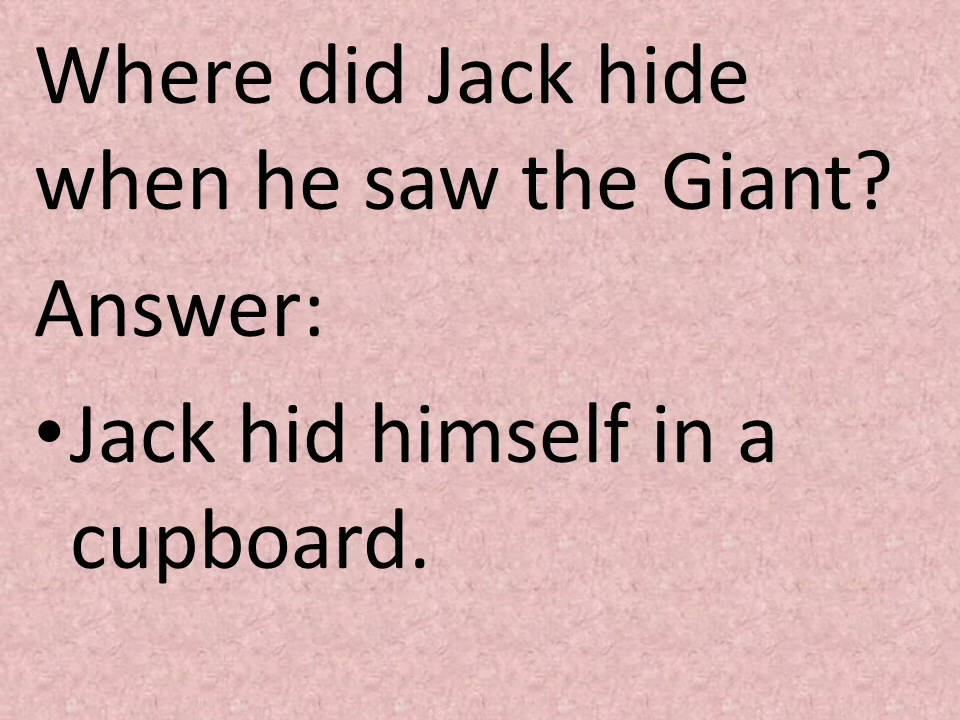 Where did Jack hide
when he saw the Giant?
Answer:
•Jack hid himself in a
cupboard.